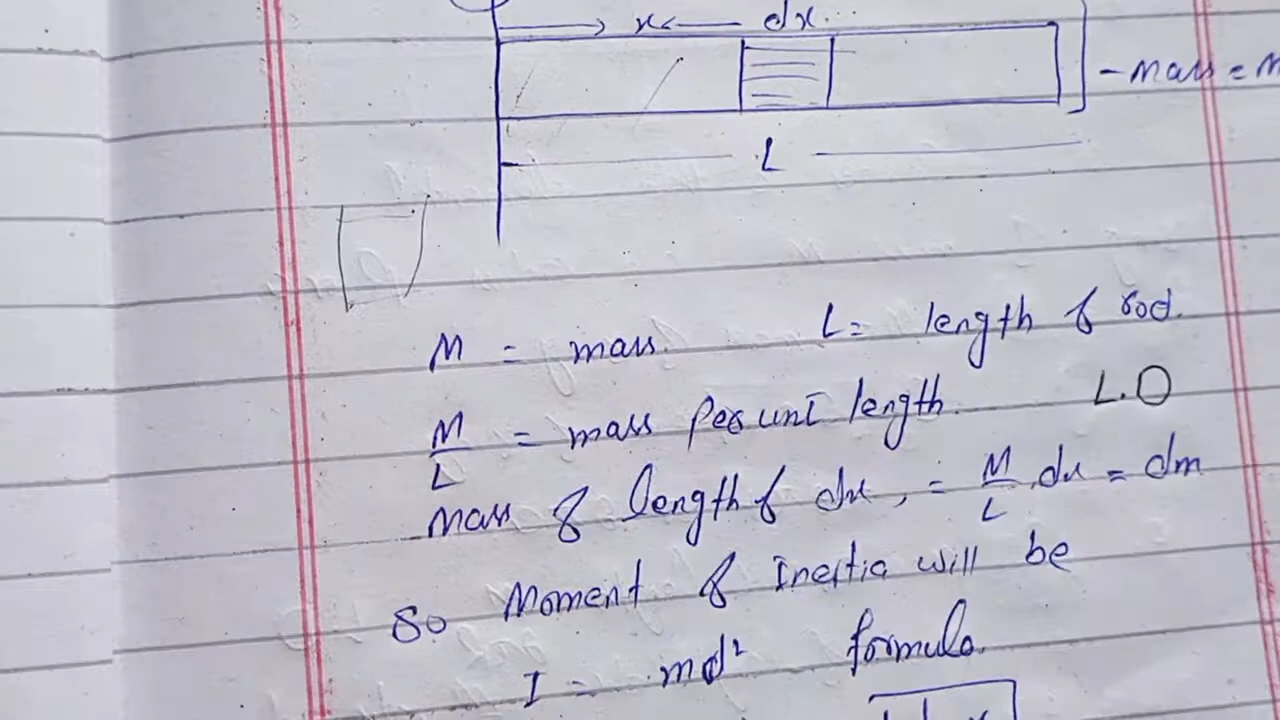 x dx
- mass = M
L
M = mass. L = length of rod.
M/L = mass per unit length. L.D
mass of length of dx, = M/L dx = dm
So Moment of Inertia will be
I = md² formula.